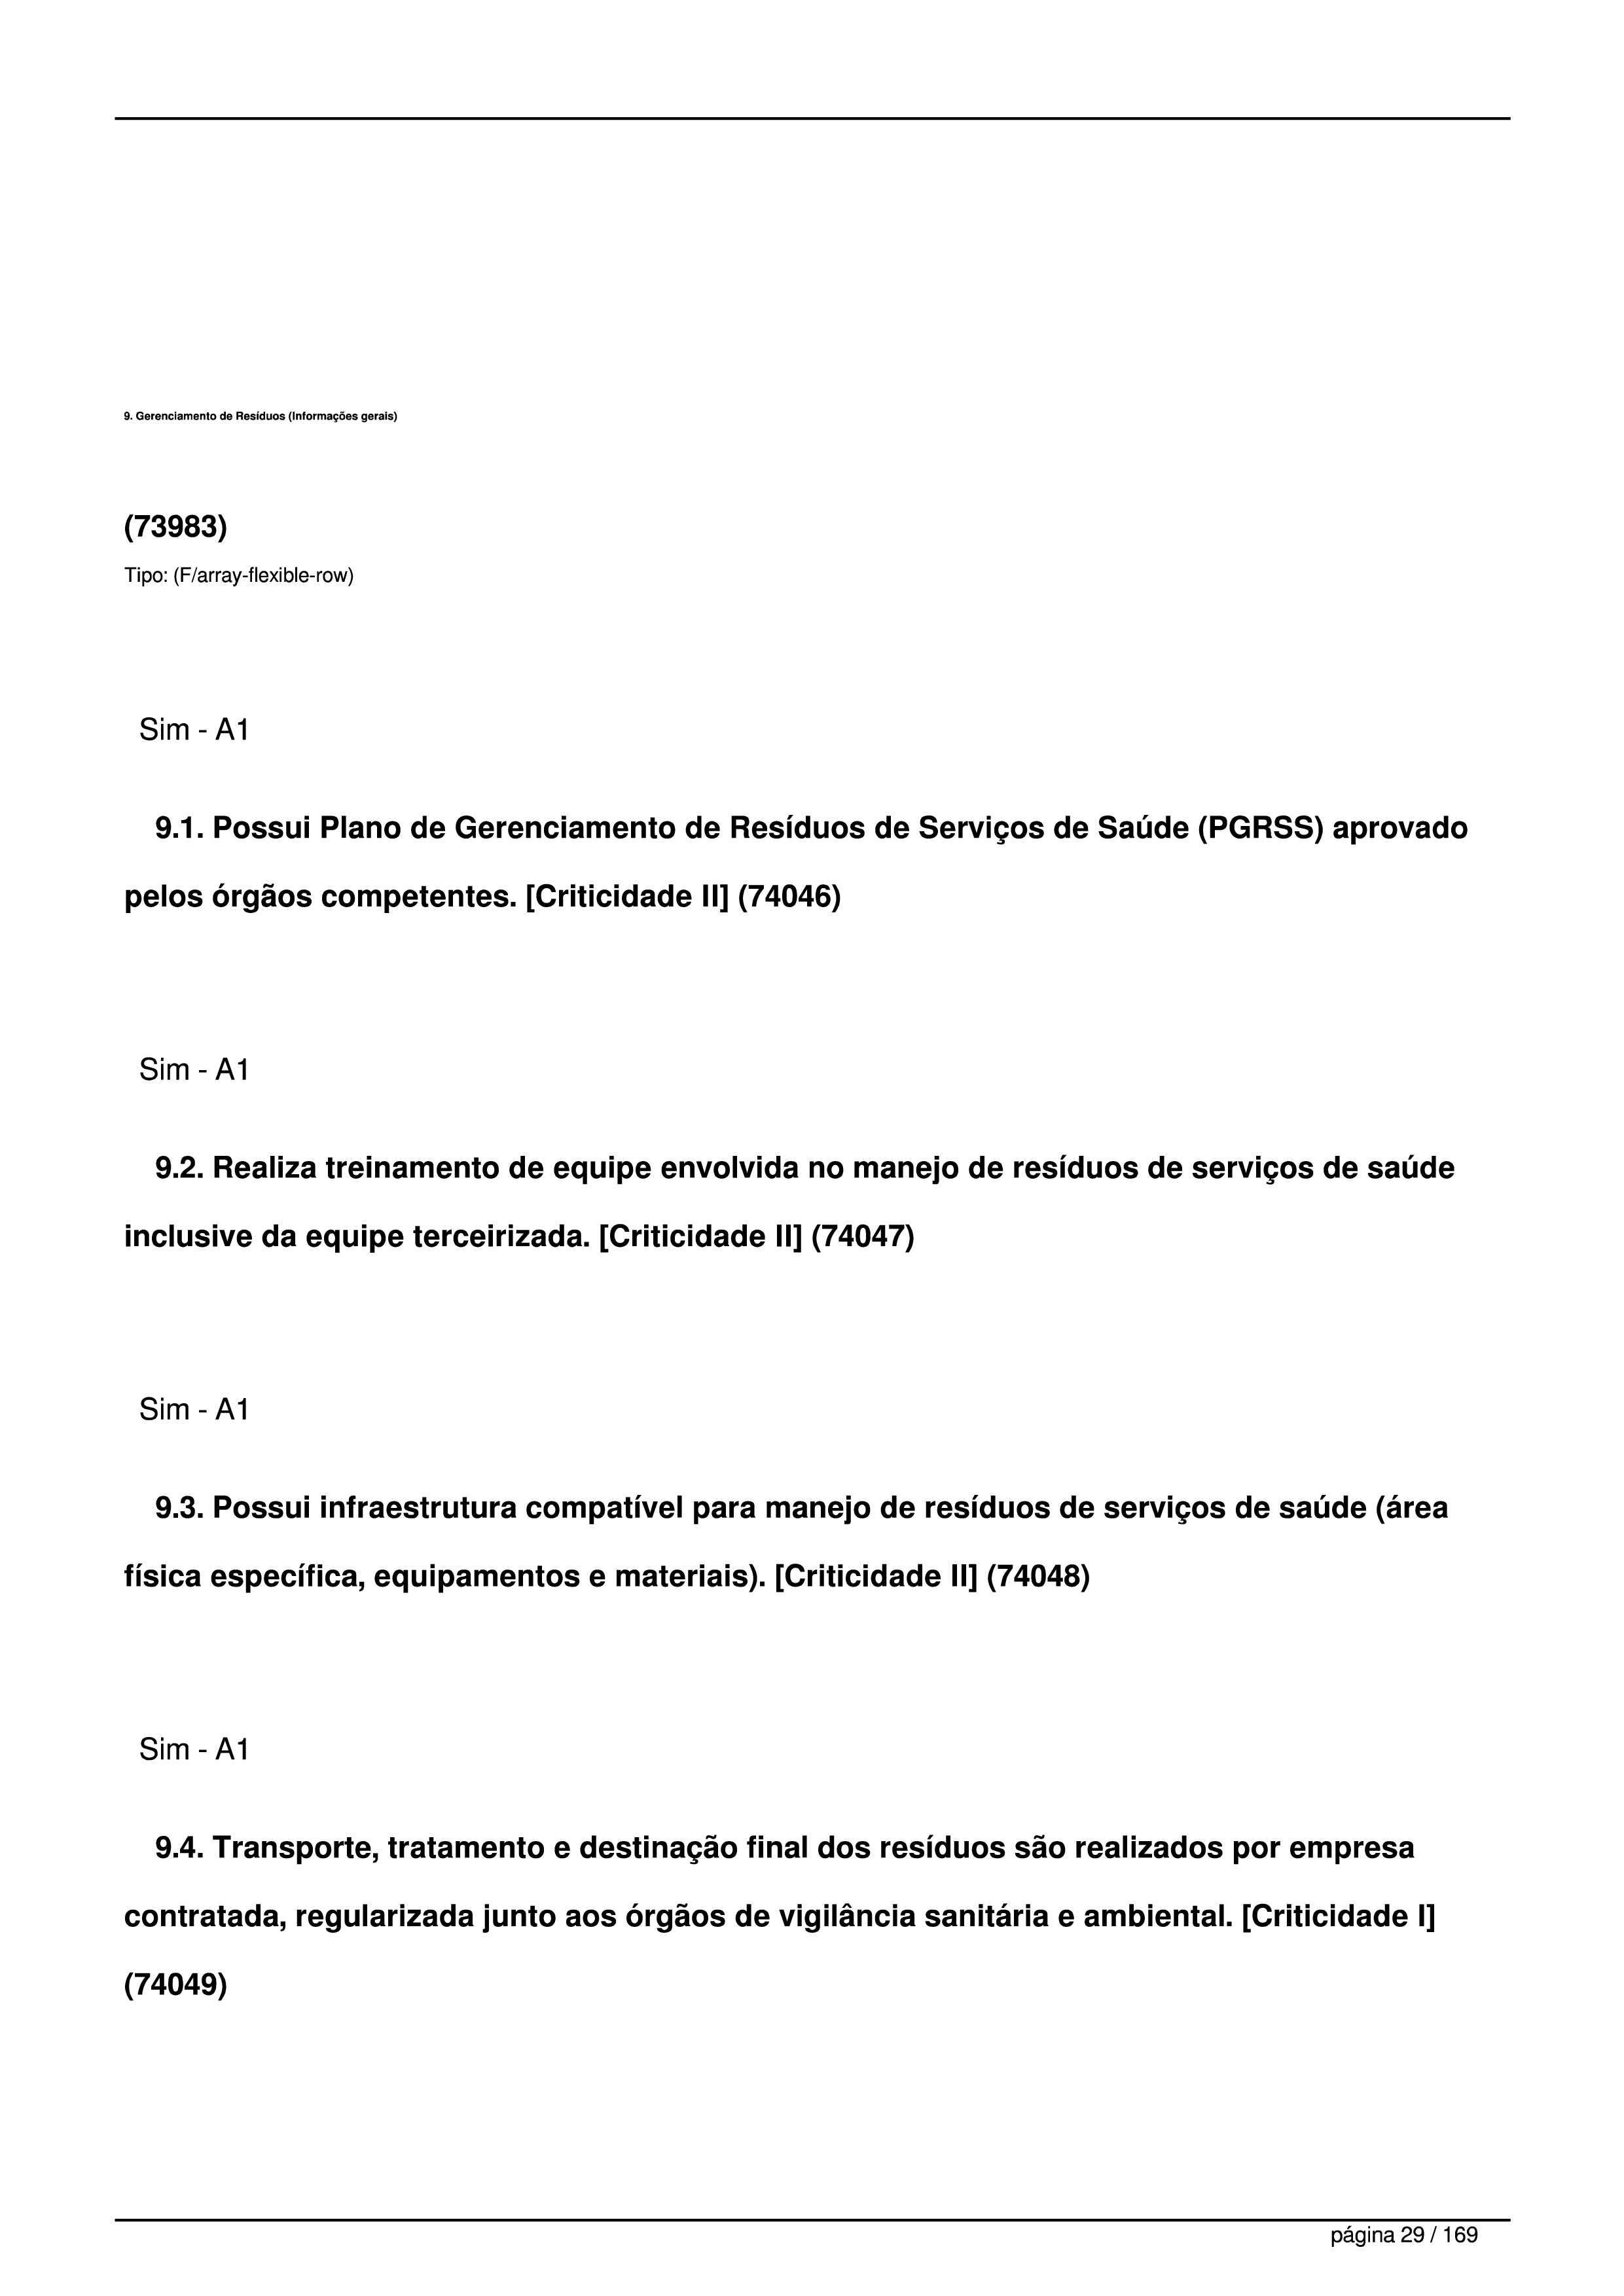 9. Gerenciamento de Resíduos (Informações gerais)
(73983)
Tipo: (F/array-flexible-row)
Sim - A1
9.1. Possui Plano de Gerenciamento de Resíduos de Serviços de Saúde (PGRSS) aprovado
pelos órgãos competentes. [Criticidade II] (74046)
Sim - A1
9.2. Realiza treinamento de equipe envolvida no manejo de resíduos de serviços de saúde
inclusive da equipe terceirizada. [Criticidade II] (74047)
Sim - A1
9.3. Possui infraestrutura compatível para manejo de resíduos de serviços de saúde (área
física específica, equipamentos e materiais). [Criticidade II] (74048)
Sim - A1
9.4. Transporte, tratamento e destinação final dos resíduos são realizados por empresa
contratada, regularizada junto aos órgãos de vigilância sanitária e ambiental. [Criticidade I]
(74049)
página 29 / 169